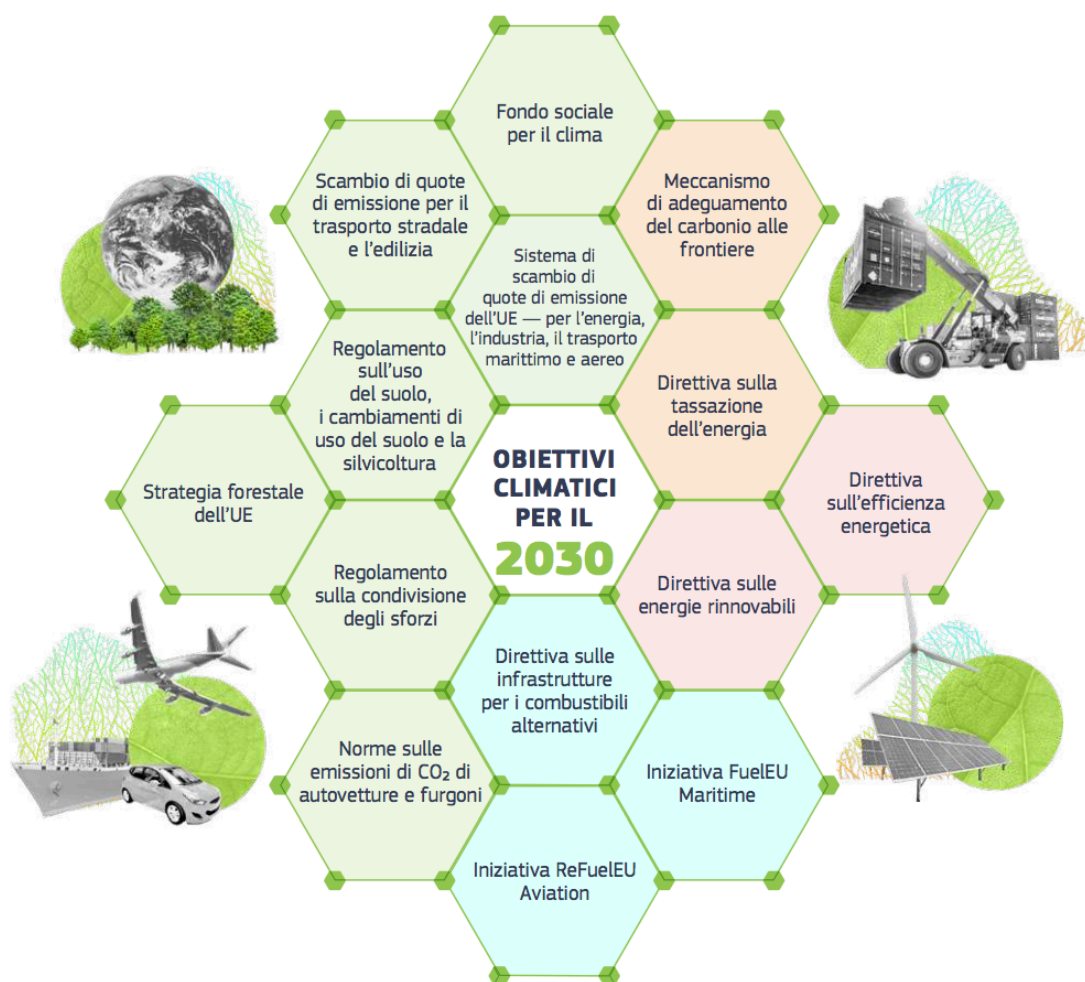 Fondo sociale
per il clima
Scambio di quote
di emissione per il
trasporto stradale
e l'edilizia
Meccanismo
di adeguamento
del carbonio alle
frontiere
Sistema di
scambio di
quote di emissione
dell'UE — per l'energia,
l'industria, il trasporto
marittimo e aereo
Regolamento
sull'uso
del suolo,
i cambiamenti di
uso del suolo e la
silvicoltura
Direttiva sulla
tassazione
dell'energia
Strategia forestale
dell'UE
OBIETTIVI
CLIMATICI
PER IL
2030
Direttiva
sull'efficienza
energetica
Regolamento
sulla condivisione
degli sforzi
Direttiva sulle
energie rinnovabili
Direttiva sulle
infrastrutture
per i combustibili
alternativi
Norme sulle
emissioni di CO₂ di
autovetture e furgoni
Iniziativa FuelEU
Maritime
Iniziativa ReFuelEU
Aviation